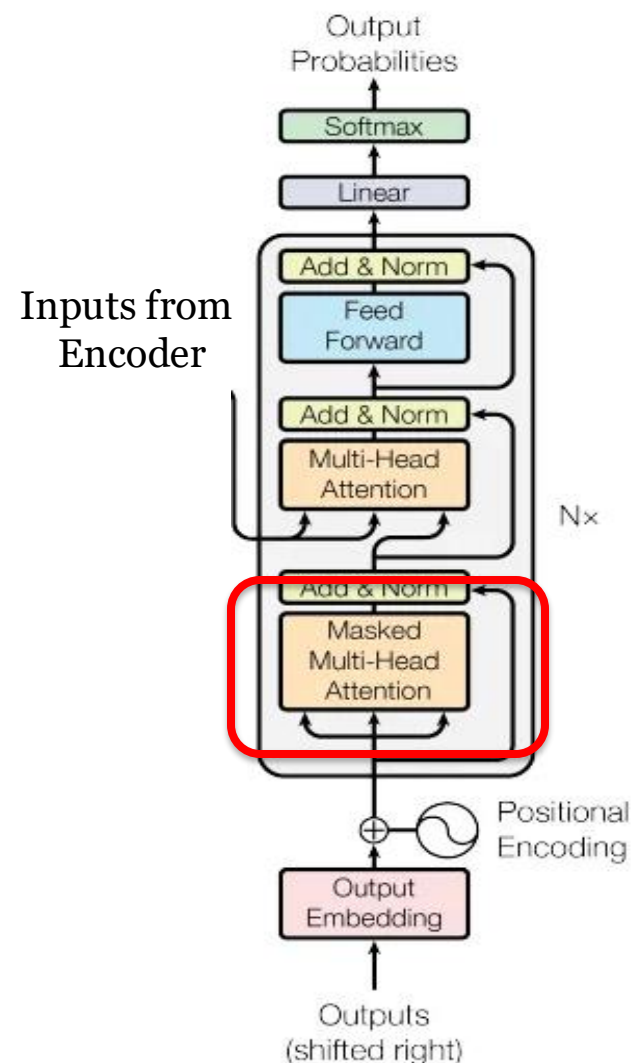 Output
Probabilities
Softmax
Linear
Add & Norm
Inputs from
Encoder
Feed
Forward
Add & Norm
Multi-Head
Attention
N×
Add & Norm
Masked
Multi-Head
Attention
Positional
Encoding
Output
Embedding
Outputs
(shifted right)